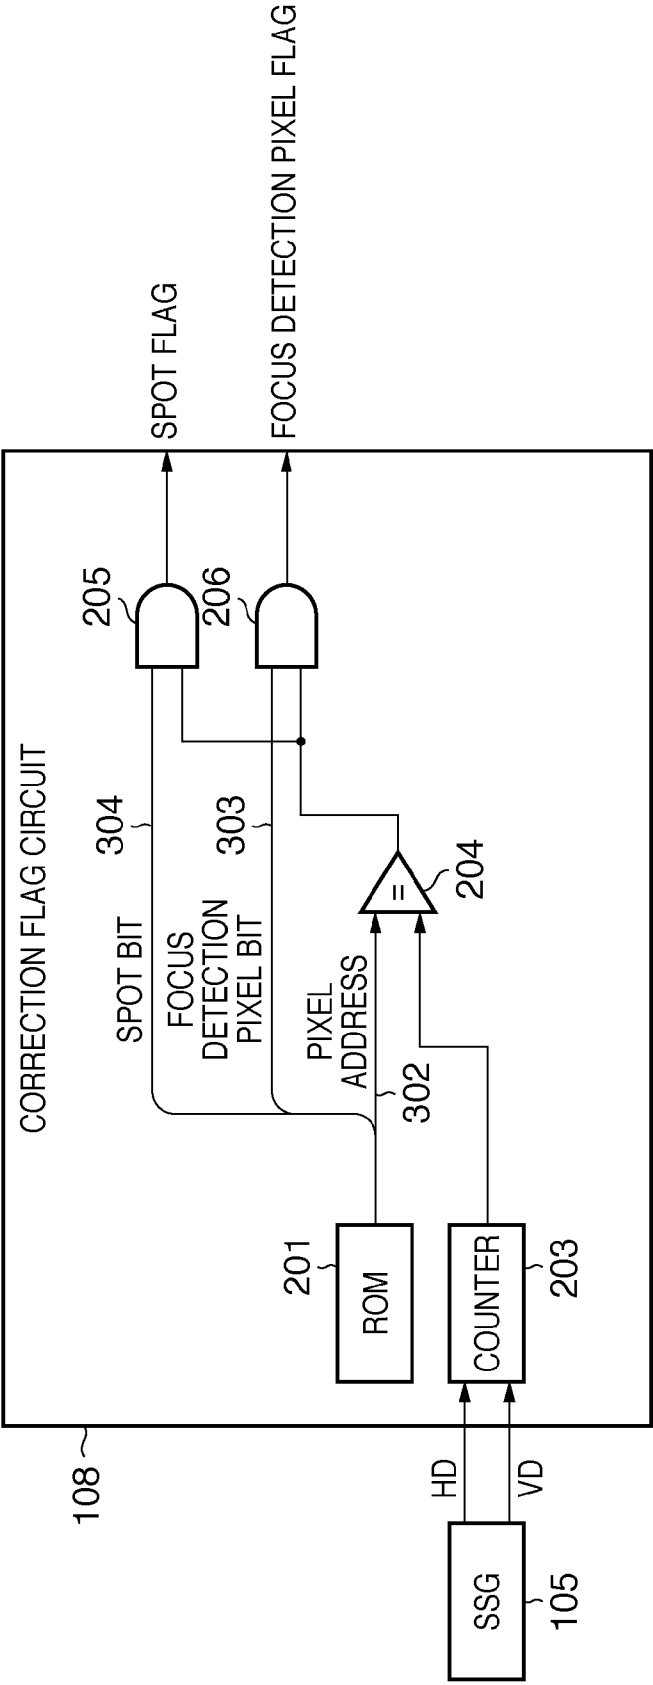 CORRECTION FLAG CIRCUIT
108
SPOT BIT
304
205
SPOT FLAG
FOCUS
DETECTION
PIXEL BIT
303
206
FOCUS DETECTION PIXEL FLAG
201
ROM
PIXEL
ADDRESS
302
=
204
HD
VD
SSG
105
COUNTER
203